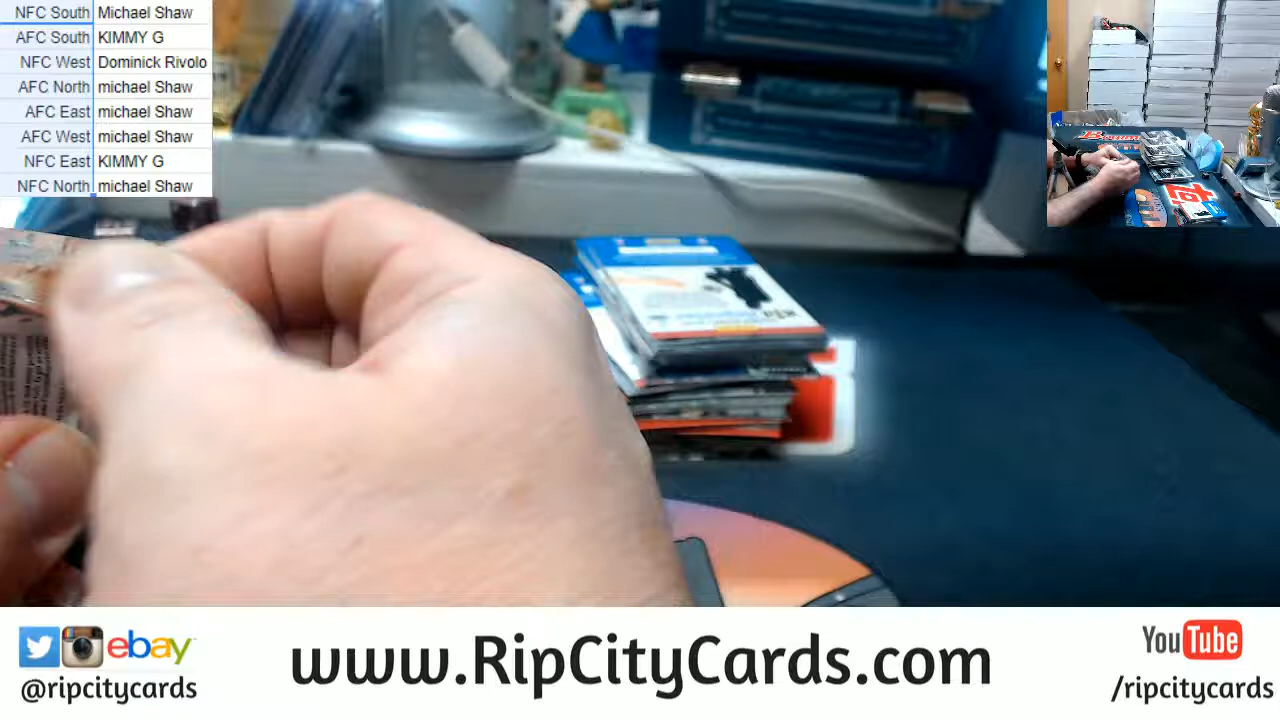 NFC South Michael Shaw
AFC South KIMMY G
NFC West Dominick Rivolo
AFC North michael Shaw
AFC East michael Shaw
AFC West michael Shaw
NFC East KIMMY G
NFC North michael Shaw
ebay
@ripcitycards
www.RipCityCards.com
YouTube
/ripcitycards